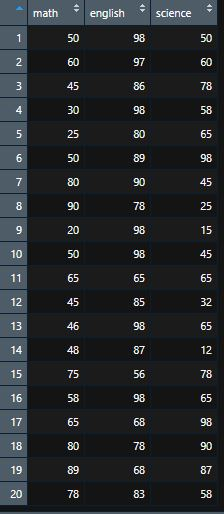 math english science
1 50 98 50
2 60 97 60
3 45 86 78
4 30 98 58
5 25 80 65
6 50 89 98
7 80 90 45
8 90 78 25
9 20 98 15
10 50 98 45
11 65 65 65
12 45 85 32
13 46 98 65
14 48 87 12
15 75 56 78
16 58 98 65
17 65 68 98
18 80 78 90
19 89 68 87
20 78 83 58